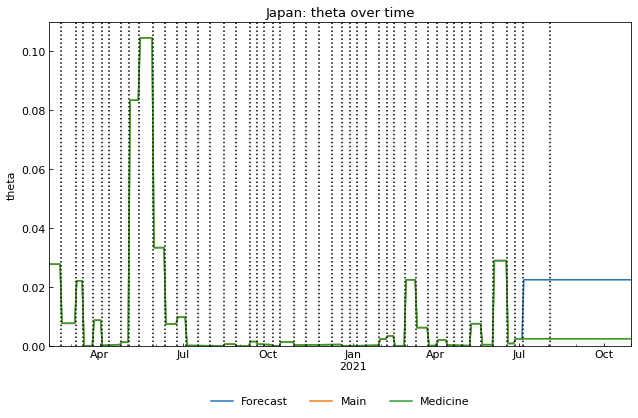 Japan: theta over time
0.10
0.08
0.06
0.04
0.02
0.00
theta
Apr Jul Oct Jan Apr Jul Oct
2021
Forecast Main Medicine